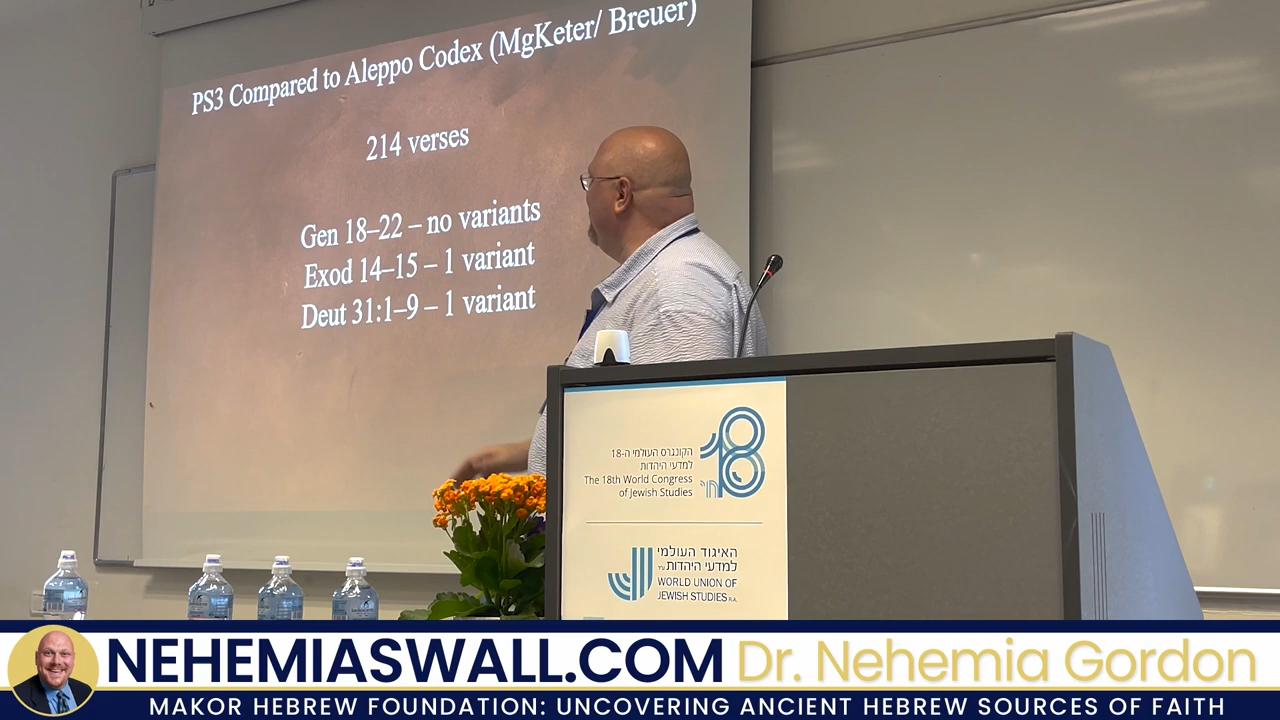 PS3 Compared to Aleppo Codex (MgKeter/ Breuer)
214 verses
Gen 18–22 – no variants
Exod 14–15 – 1 variant
Deut 31:1–9 – 1 variant
הקונגרס העולמי ה-18
למדעי היהדות
The 18th World Congress
of Jewish Studies
18
האיגוד העולמי
למדעי היהדות ע״ר
WORLD UNION OF
JEWISH STUDIES R.A.
NEHEMIASWALL.COM Dr. Nehemia Gordon
MAKOR HEBREW FOUNDATION: UNCOVERING ANCIENT HEBREW SOURCES OF FAITH